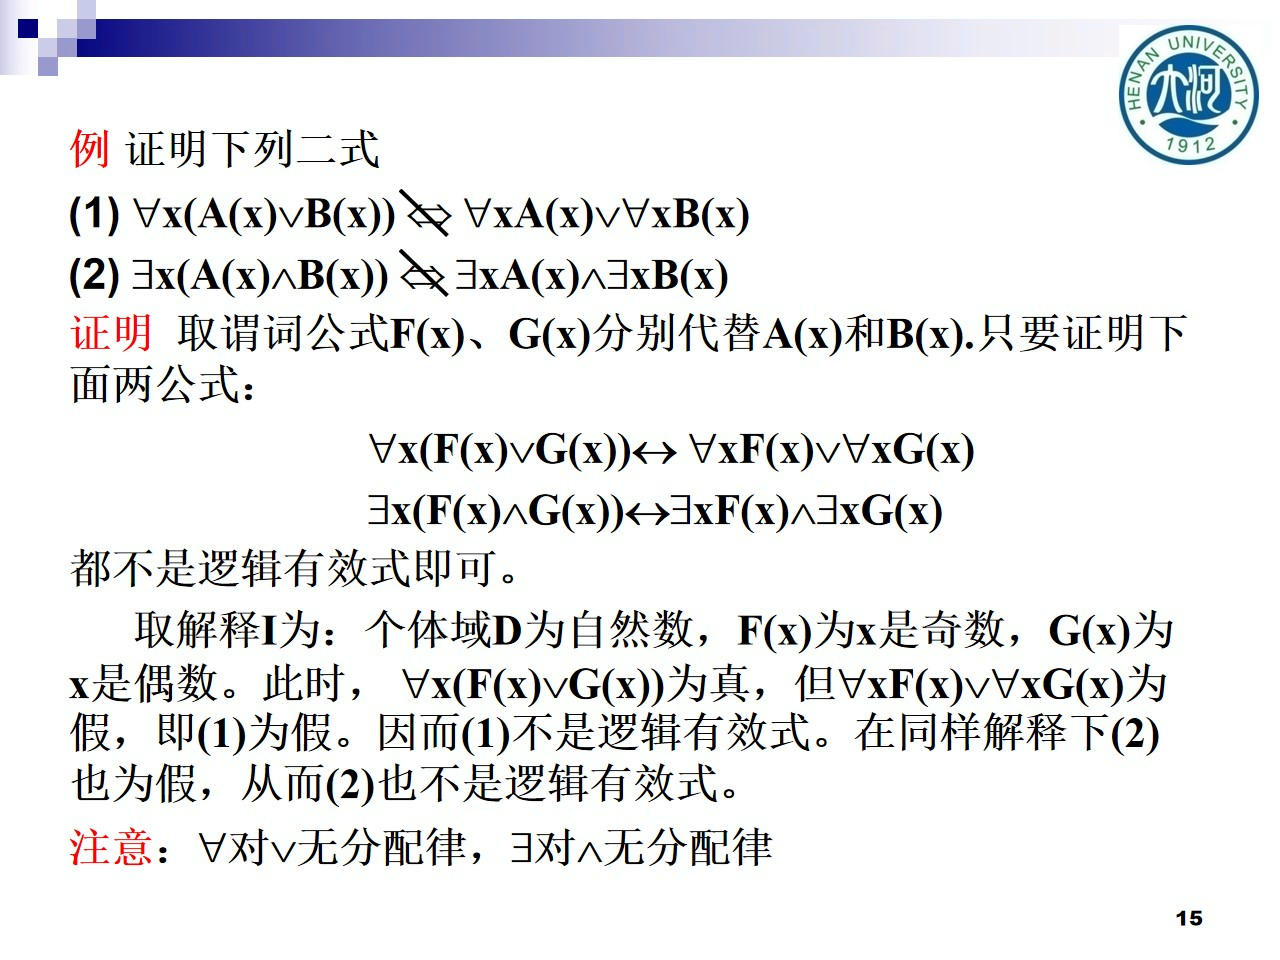 HENAN UNIVERSITY
大河
1912
例 证明下列二式
(1) ∀x(A(x)∨B(x)) ⇎ ∀xA(x)∨∀xB(x)
(2) ∃x(A(x)∧B(x)) ⇎ ∃xA(x)∧∃xB(x)
证明 取谓词公式F(x)、G(x)分别代替A(x)和B(x).只要证明下
面两公式：
∀x(F(x)∨G(x))↔ ∀xF(x)∨∀xG(x)
∃x(F(x)∧G(x))↔∃xF(x)∧∃xG(x)
都不是逻辑有效式即可。
取解释I为：个体域D为自然数，F(x)为x是奇数，G(x)为
x是偶数。此时， ∀x(F(x)∨G(x))为真，但∀xF(x)∨∀xG(x)为
假，即(1)为假。因而(1)不是逻辑有效式。在同样解释下(2)
也为假，从而(2)也不是逻辑有效式。
注意：∀对∨无分配律，∃对∧无分配律
15